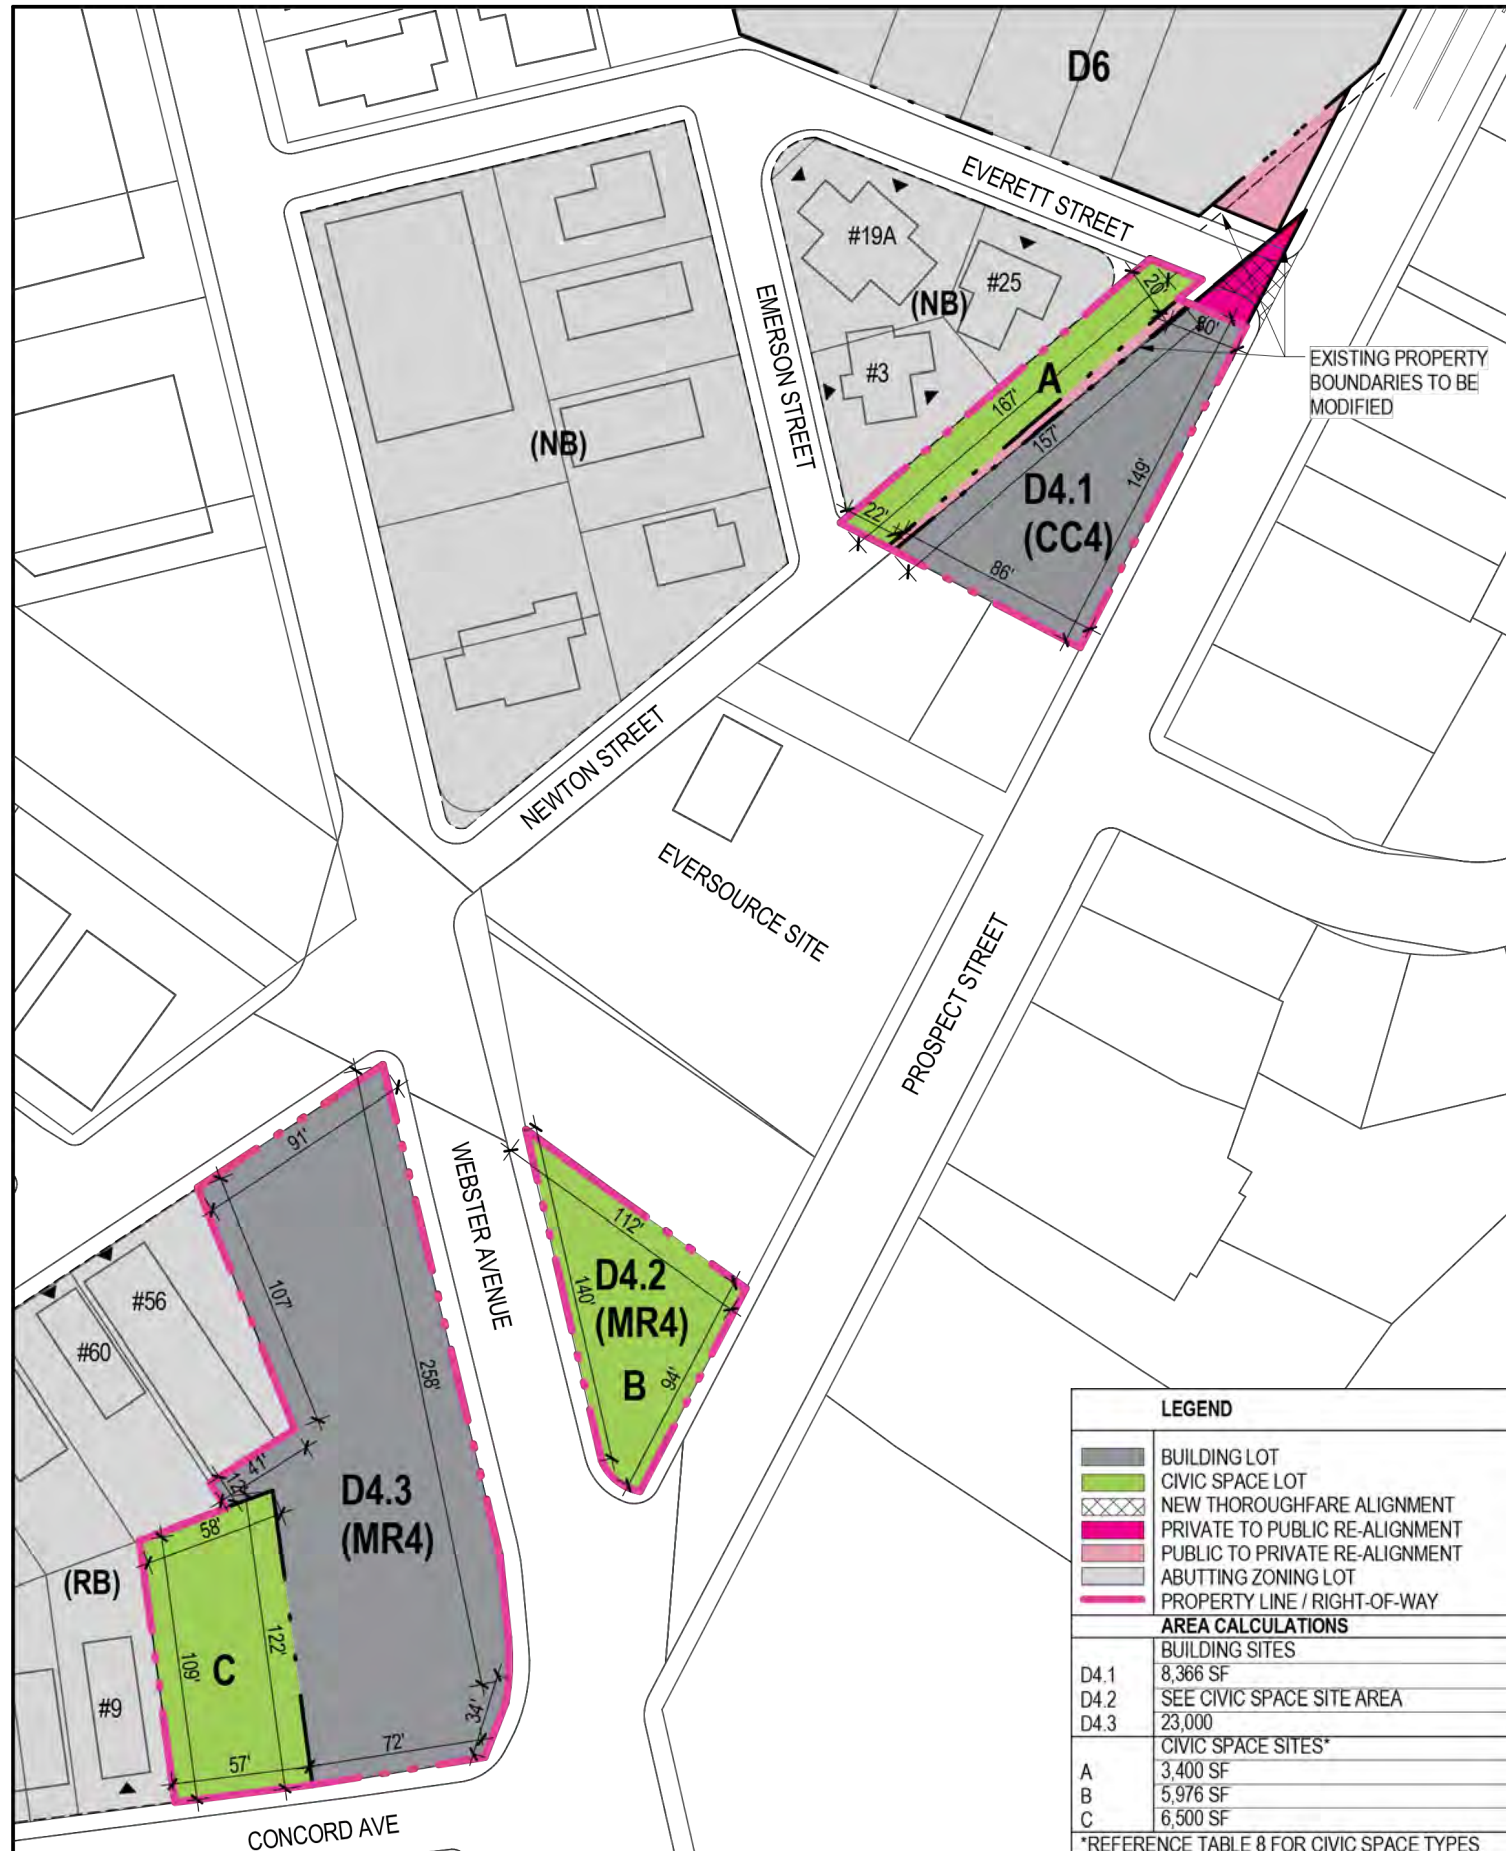 D6
EVERETT STREET
#19A
#25
(NB)
#3
EMERSON STREET
20'
A
167'
157'
149'
EXISTING PROPERTY
BOUNDARIES TO BE
MODIFIED
(NB)
D4.1
(CC4)
22'
86'
NEWTON STREET
EVERSOURCE SITE
PROSPECT STREET
91'
WEBSTER AVENUE
112'
D4.2
(MR4)
140'
B
94'
107'
#56
#60
258'
41'
D4.3
(MR4)
58'
(RB)
122'
C
109'
#9
34'
72'
57'
CONCORD AVE
LEGEND
BUILDING LOT
CIVIC SPACE LOT
NEW THOROUGHFARE ALIGNMENT
PRIVATE TO PUBLIC RE-ALIGNMENT
PUBLIC TO PRIVATE RE-ALIGNMENT
ABUTTING ZONING LOT
PROPERTY LINE / RIGHT-OF-WAY
AREA CALCULATIONS
BUILDING SITES
D4.1 8,366 SF
D4.2 SEE CIVIC SPACE SITE AREA
D4.3 23,000
CIVIC SPACE SITES*
A 3,400 SF
B 5,976 SF
C 6,500 SF
*REFERENCE TABLE 8 FOR CIVIC SPACE TYPES